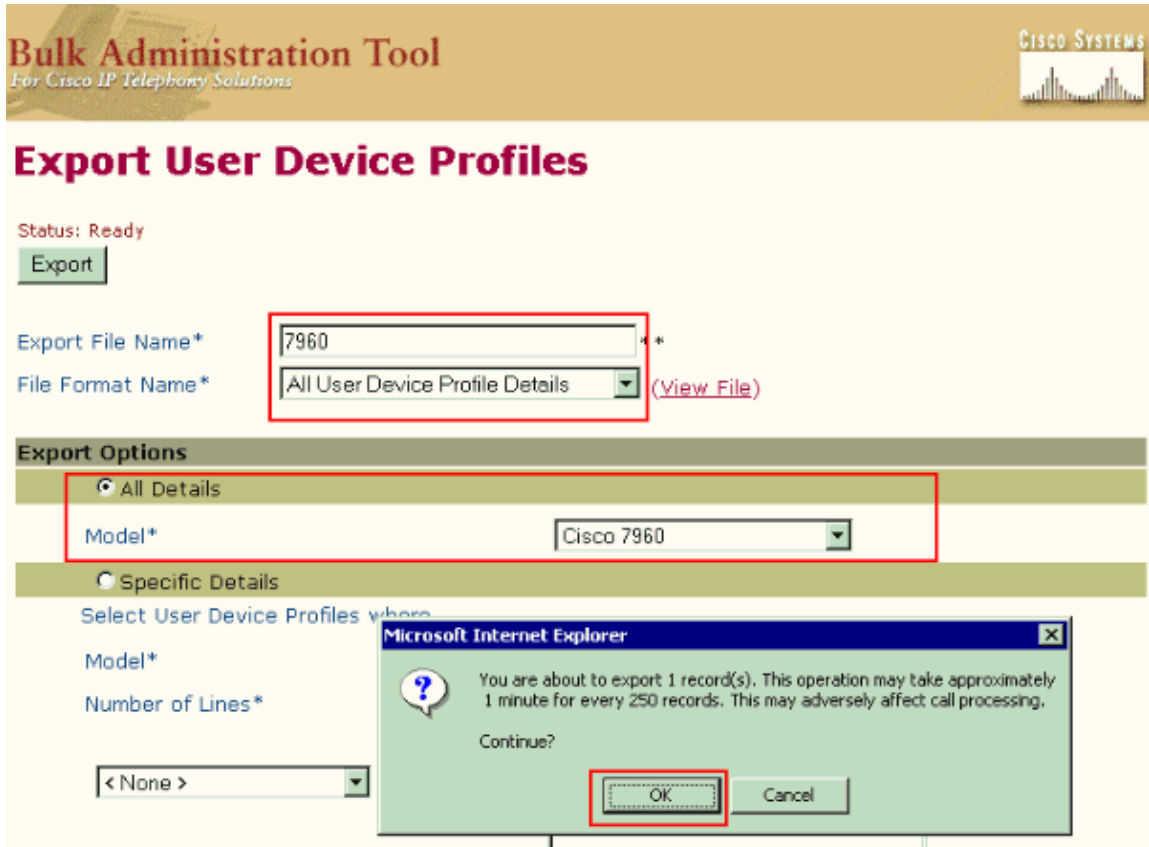 Bulk Administration Tool
For Cisco IP Telephony Solutions
CISCO SYSTEMS
Export User Device Profiles
Status: Ready
Export
Export File Name*
7960
* *
File Format Name*
All User Device Profile Details
(View File)
Export Options
All Details
Model*
Cisco 7960
Specific Details
Select User Device Profiles where
Model*
Number of Lines*
< None >
Microsoft Internet Explorer
You are about to export 1 record(s). This operation may take approximately
1 minute for every 250 records. This may adversely affect call processing.
Continue?
OK
Cancel